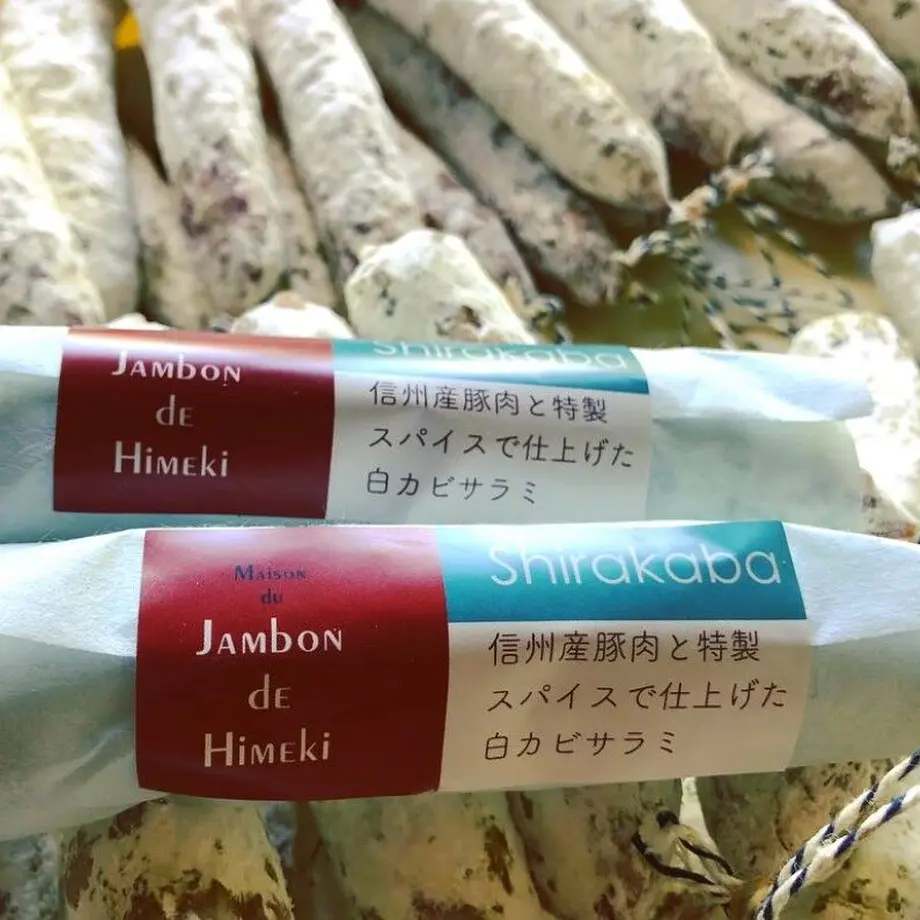 JAMBON
dE
HiMEKi
Shirakaba
信州産豚肉と特製
スパイスで仕上げた
白カビサラミ
MAiSON
du
JAMBON
dE
HiMEKi
Shirakaba
信州産豚肉と特製
スパイスで仕上げた
白カビサラミ